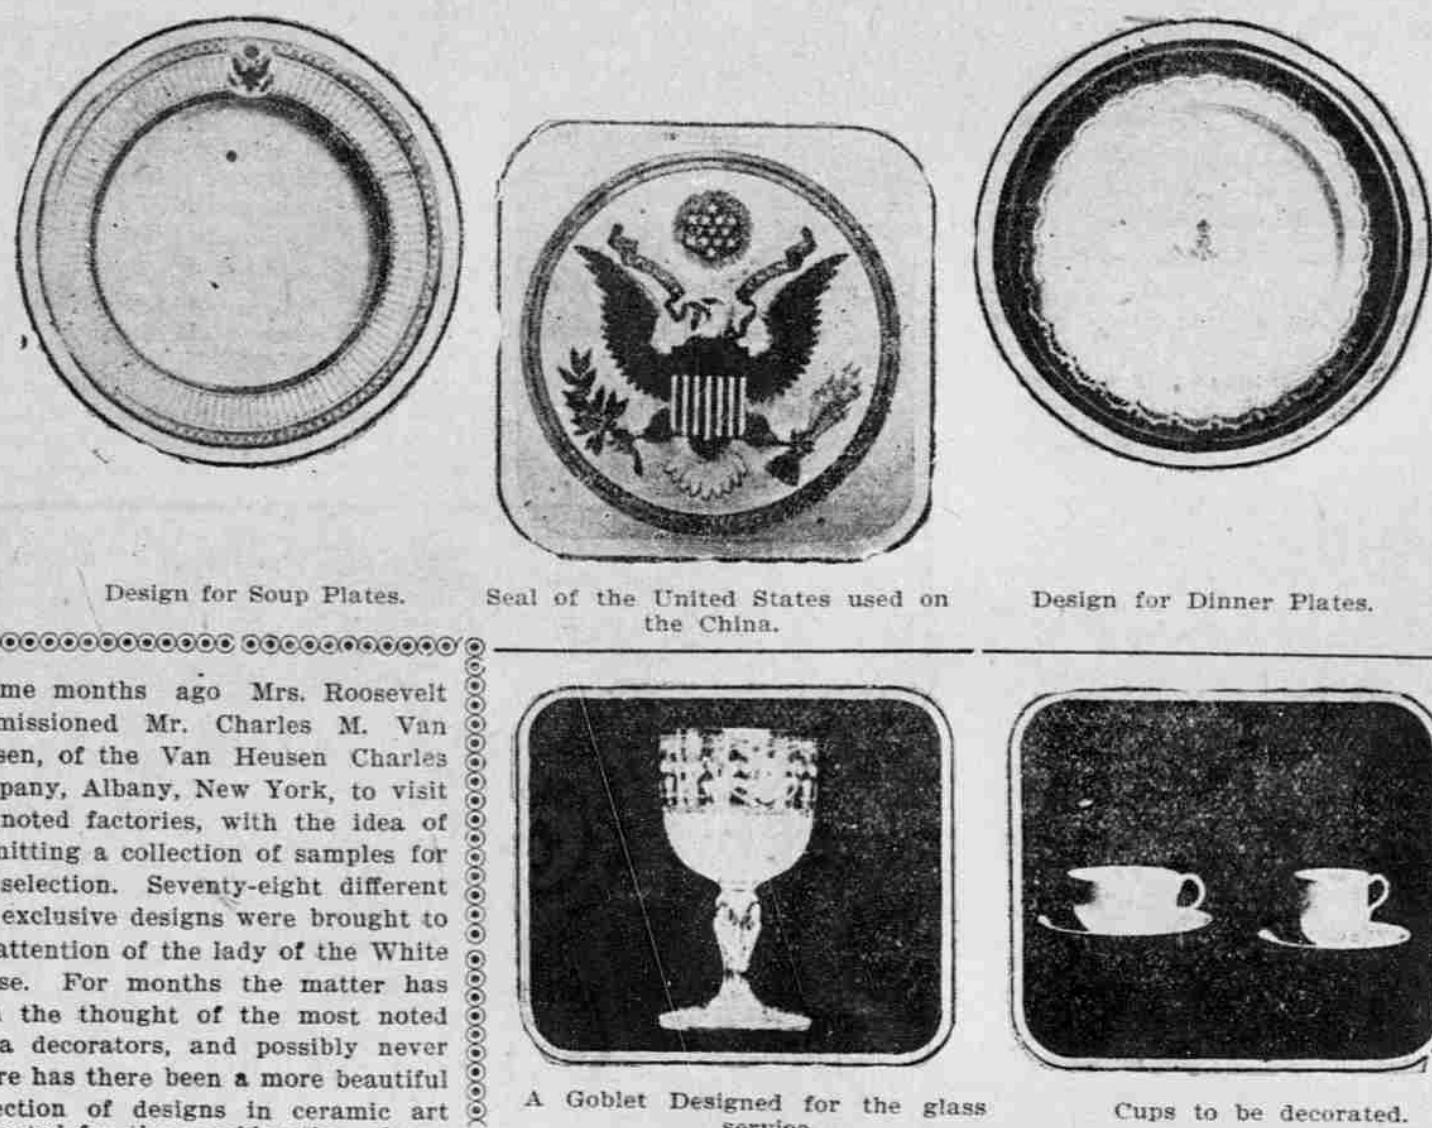 Design for Soup Plates.
Seal of the United States used on
the China.
Design for Dinner Plates.
me months ago Mrs. Roosevelt
missioned Mr. Charles M. Van
sen, of the Van Heusen Charles
pany, Albany, New York, to visit
noted factories, with the idea of
nitting a collection of samples for
selection. Seventy-eight different
exclusive designs were brought to
attention of the lady of the White
se. For months the matter has
the thought of the most noted
a decorators, and possibly never
re has there been a more beautiful
ection of designs in ceramic art
A Goblet Designed for the glass
service.
Cups to be decorated.